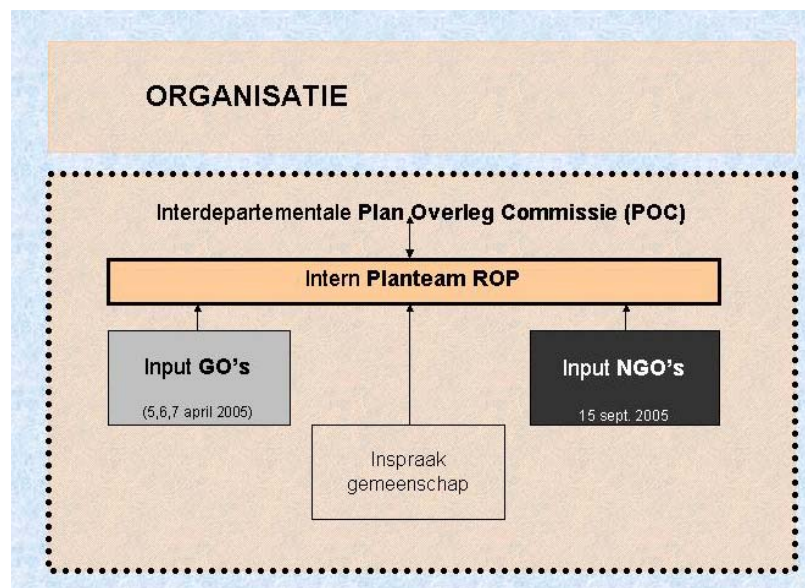 ORGANISATIE
Interdepartementale Plan Overleg Commissie (POC)
Intern Planteam ROP
Input GO's
(5,6,7 april 2005)
Input NGO's
15 sept. 2005
Inspraak
gemeenschap